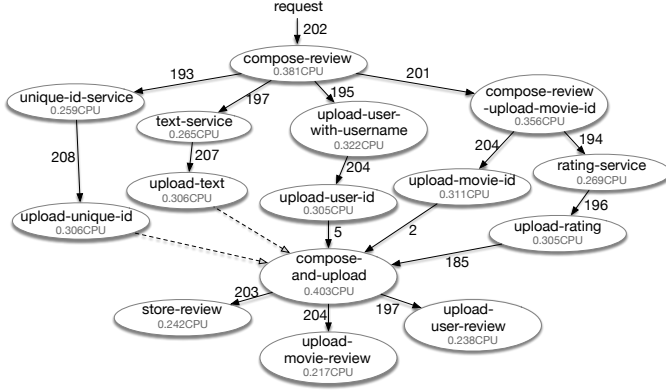 request
202
compose-review
0.381CPU
193
197
195
201
unique-id-service
0.259CPU
text-service
0.265CPU
upload-user-
with-username
0.322CPU
compose-review
-upload-movie-id
0.356CPU
208
207
204
204
194
upload-unique-id
0.306CPU
upload-text
0.306CPU
upload-user-id
0.305CPU
upload-movie-id
0.311CPU
rating-service
0.269CPU
196
upload-rating
0.305CPU
5
2
185
compose-
and-upload
0.403CPU
203
204
197
store-review
0.242CPU
upload-
movie-review
0.217CPU
upload-
user-review
0.238CPU